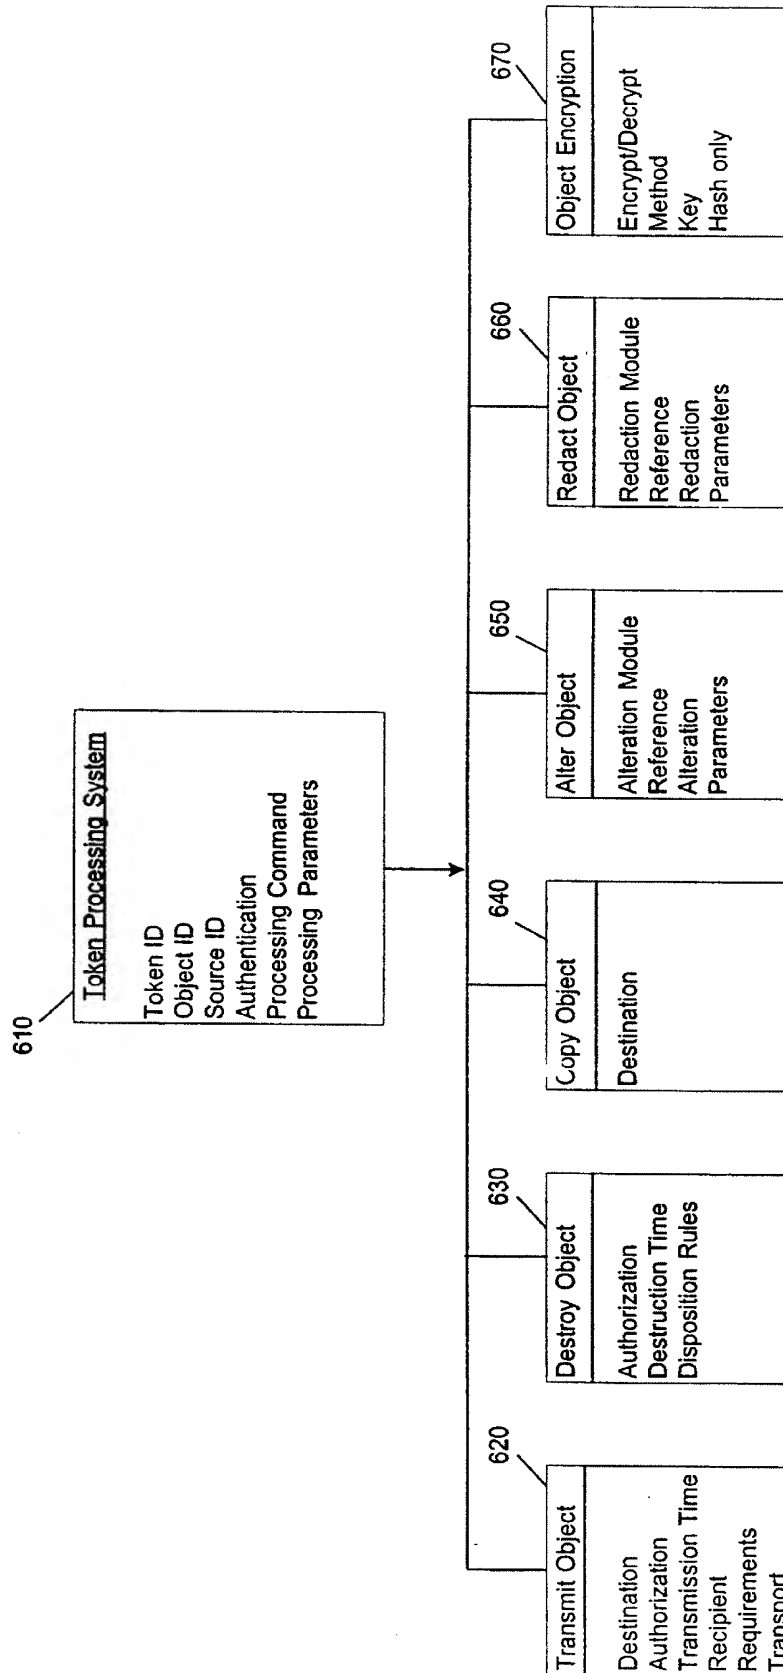 610
Token Processing System
Token ID
Object ID
Source ID
Authentication
Processing Command
Processing Parameters
620
Transmit Object
Destination
Authorization
Transmission Time
Recipient
Requirements
Transport
630
Destroy Object
Authorization
Destruction Time
Disposition Rules
640
Copy Object
Destination
650
Alter Object
Alteration Module
Reference
Alteration
Parameters
660
Redact Object
Redaction Module
Reference
Redaction
Parameters
670
Object Encryption
Encrypt/Decrypt
Method
Key
Hash only